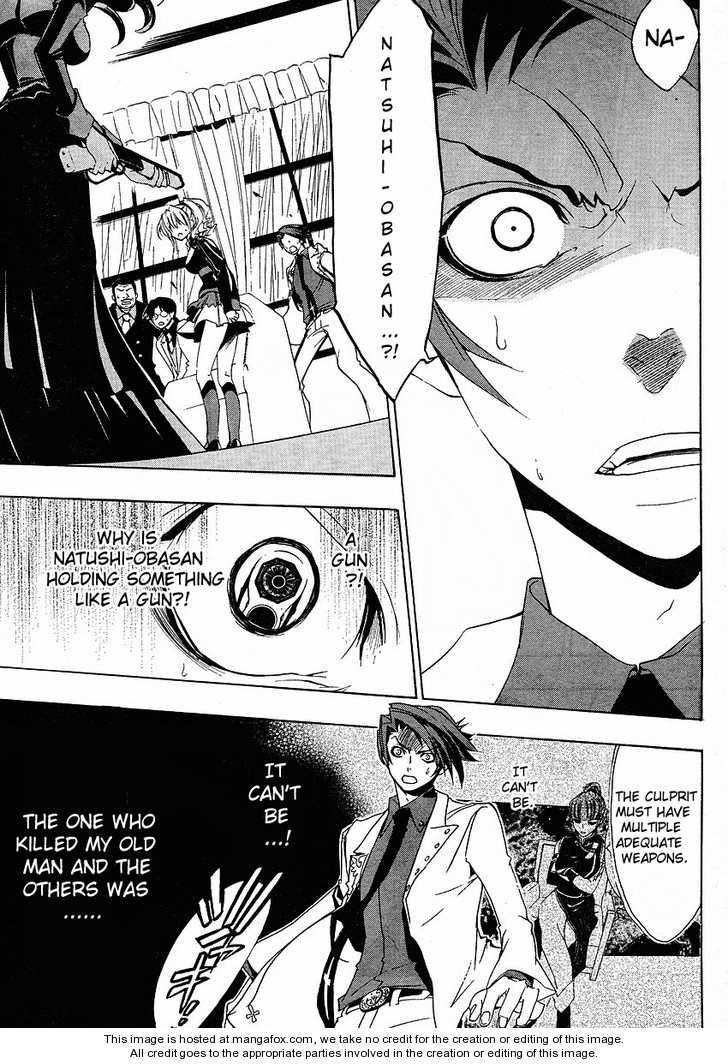 NA-
NATSUHI-OBASAN...?!
A
GUN
?!
WHY IS
NATUSHI-OBASAN
HOLDING SOMETHING
LIKE A GUN?!
THE CULPRIT
MUST HAVE
MULTIPLE
ADEQUATE
WEAPONS.
IT
CAN'T
BE.
IT
CAN'T
BE
...!
THE ONE WHO
KILLED MY OLD
MAN AND THE
OTHERS WAS
......
This image is hosted at mangafox.com, we take no credit for the creation or editing of this image.
All credit goes to the appropriate parties involved in the creation or editing of this image.